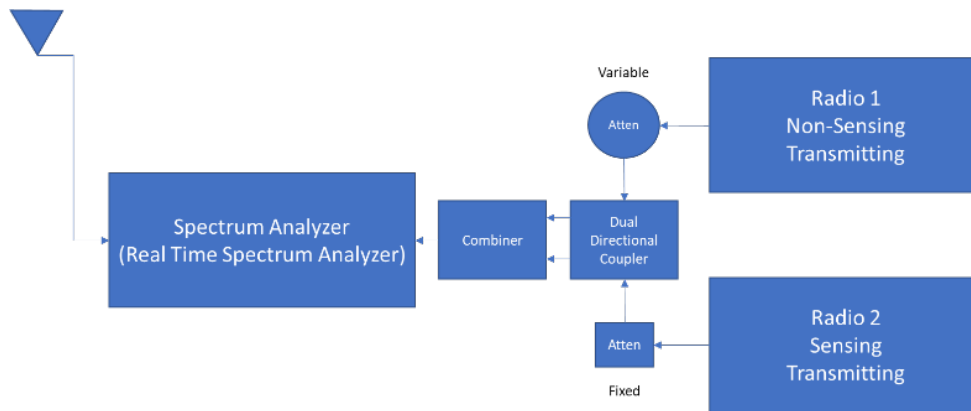 Variable
Atten
Radio 1
Non-Sensing
Transmitting
Spectrum Analyzer
(Real Time Spectrum Analyzer)
Combiner
Dual
Directional
Coupler
Atten
Fixed
Radio 2
Sensing
Transmitting